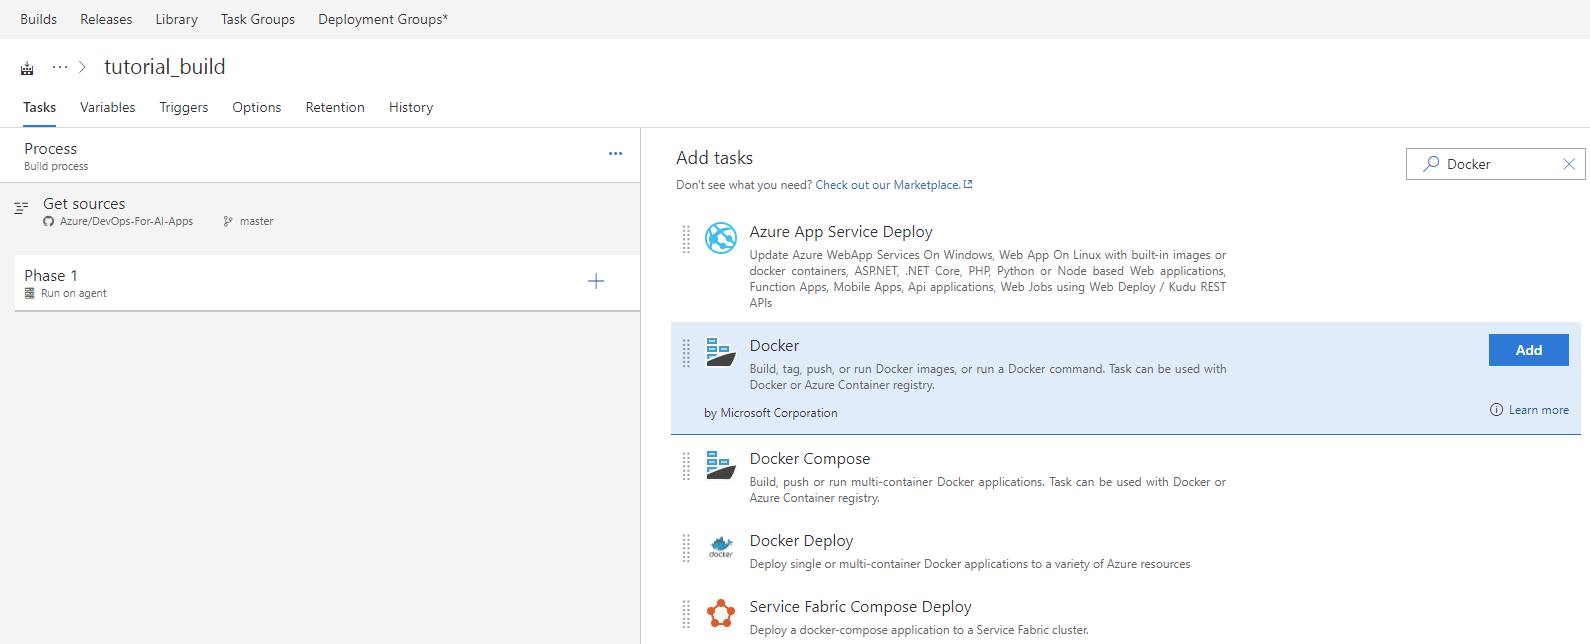 Builds Releases Library Task Groups Deployment Groups*
... tutorial_build
Tasks Variables Triggers Options Retention History
Process
Build process
...
Get sources
Azure/DevOps-For-AI-Apps master
Phase 1
Run on agent
Add tasks
Don't see what you need? Check out our Marketplace.
Docker
Azure App Service Deploy
Update Azure WebApp Services On Windows, Web App On Linux with built-in images or
docker containers, ASP.NET, .NET Core, PHP, Python or Node based Web applications,
Function Apps, Mobile Apps, Api applications, Web Jobs using Web Deploy / Kudu REST
APIs
Docker
Add
Build, tag, push, or run Docker images, or run a Docker command. Task can be used with
Docker or Azure Container registry.
by Microsoft Corporation
Learn more
Docker Compose
Build, push or run multi-container Docker applications. Task can be used with Docker or
Azure Container registry.
docker
Docker Deploy
Deploy single or multi-container Docker applications to a variety of Azure resources
Service Fabric Compose Deploy
Deploy a docker-compose application to a Service Fabric cluster.